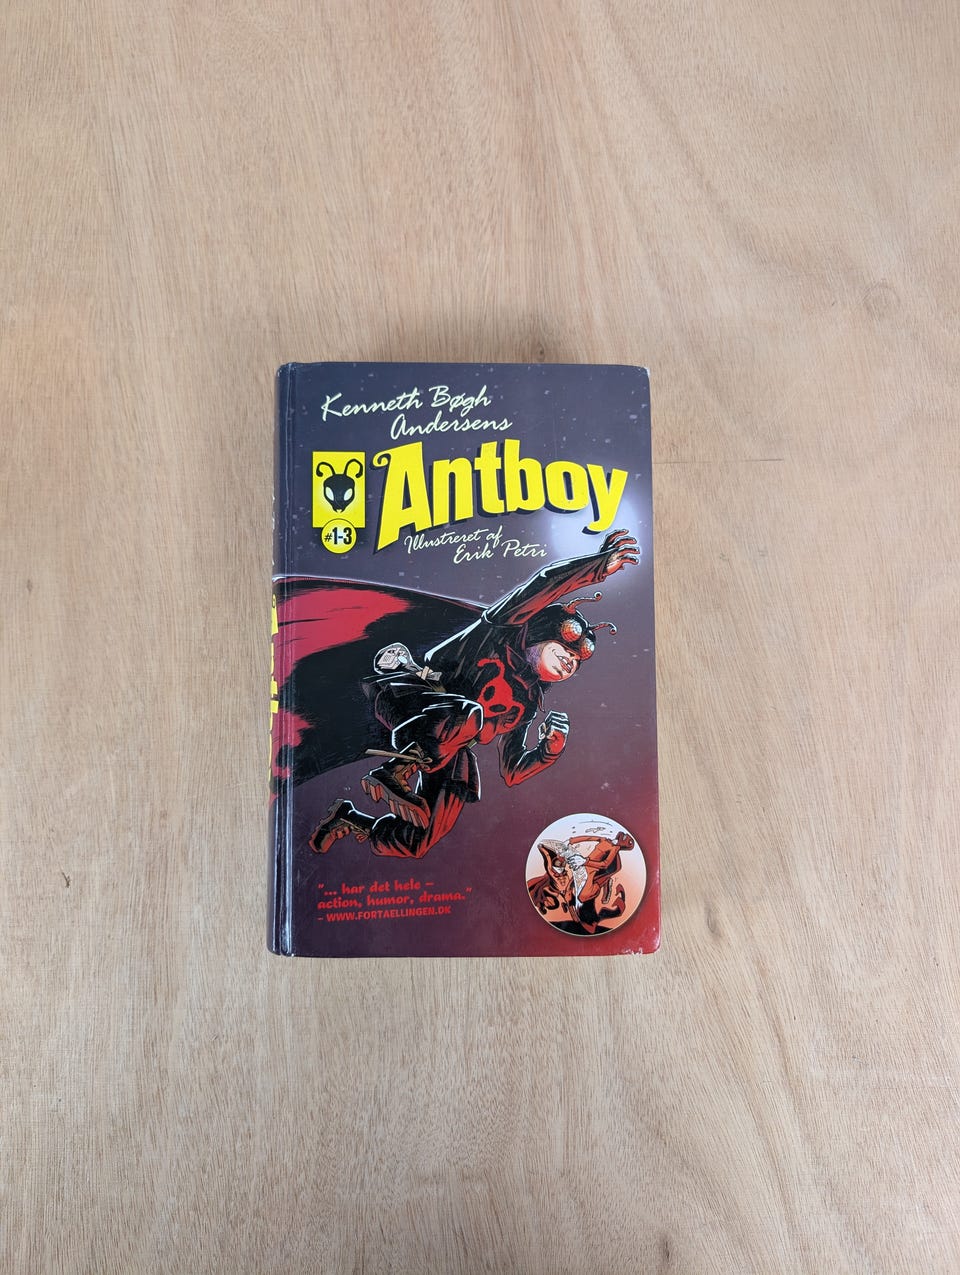 Kenneth Bøgh
Andersens
Antboy
#1-3
Illustreret af
Erik Petri
"... har det hele –
action, humor, drama."
– WWW.FORTAELLINGEN.DK